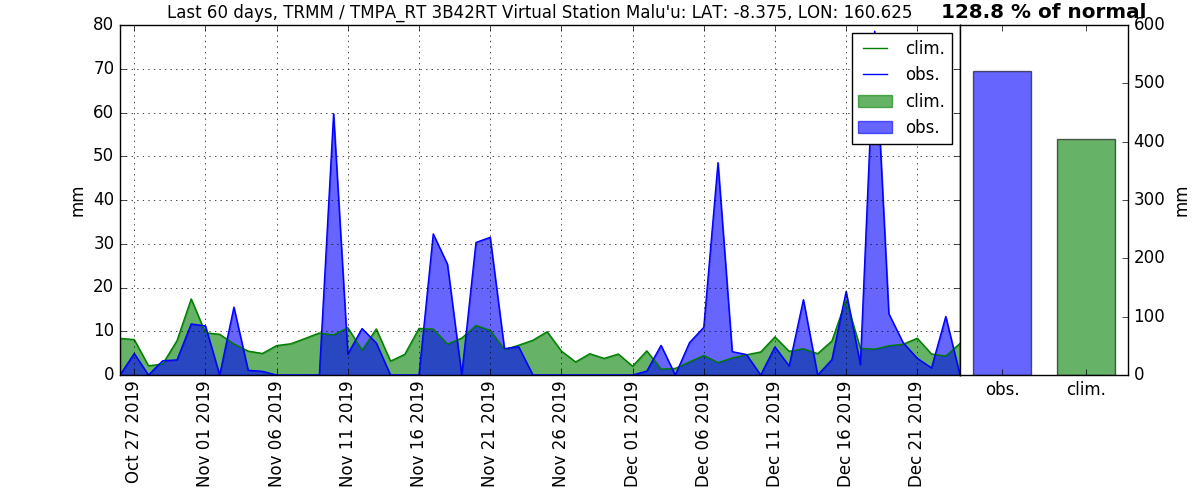 Last 60 days, TRMM / TMPA_RT 3B42RT Virtual Station Malu'u: LAT: -8.375, LON: 160.625
128.8 % of normal
80
70
60
50
40
30
20
10
0
mm
clim.
obs.
clim.
obs.
600
500
400
300
200
100
0
mm
Oct 27 2019
Nov 01 2019
Nov 06 2019
Nov 11 2019
Nov 16 2019
Nov 21 2019
Nov 26 2019
Dec 01 2019
Dec 06 2019
Dec 11 2019
Dec 16 2019
Dec 21 2019
obs.
clim.